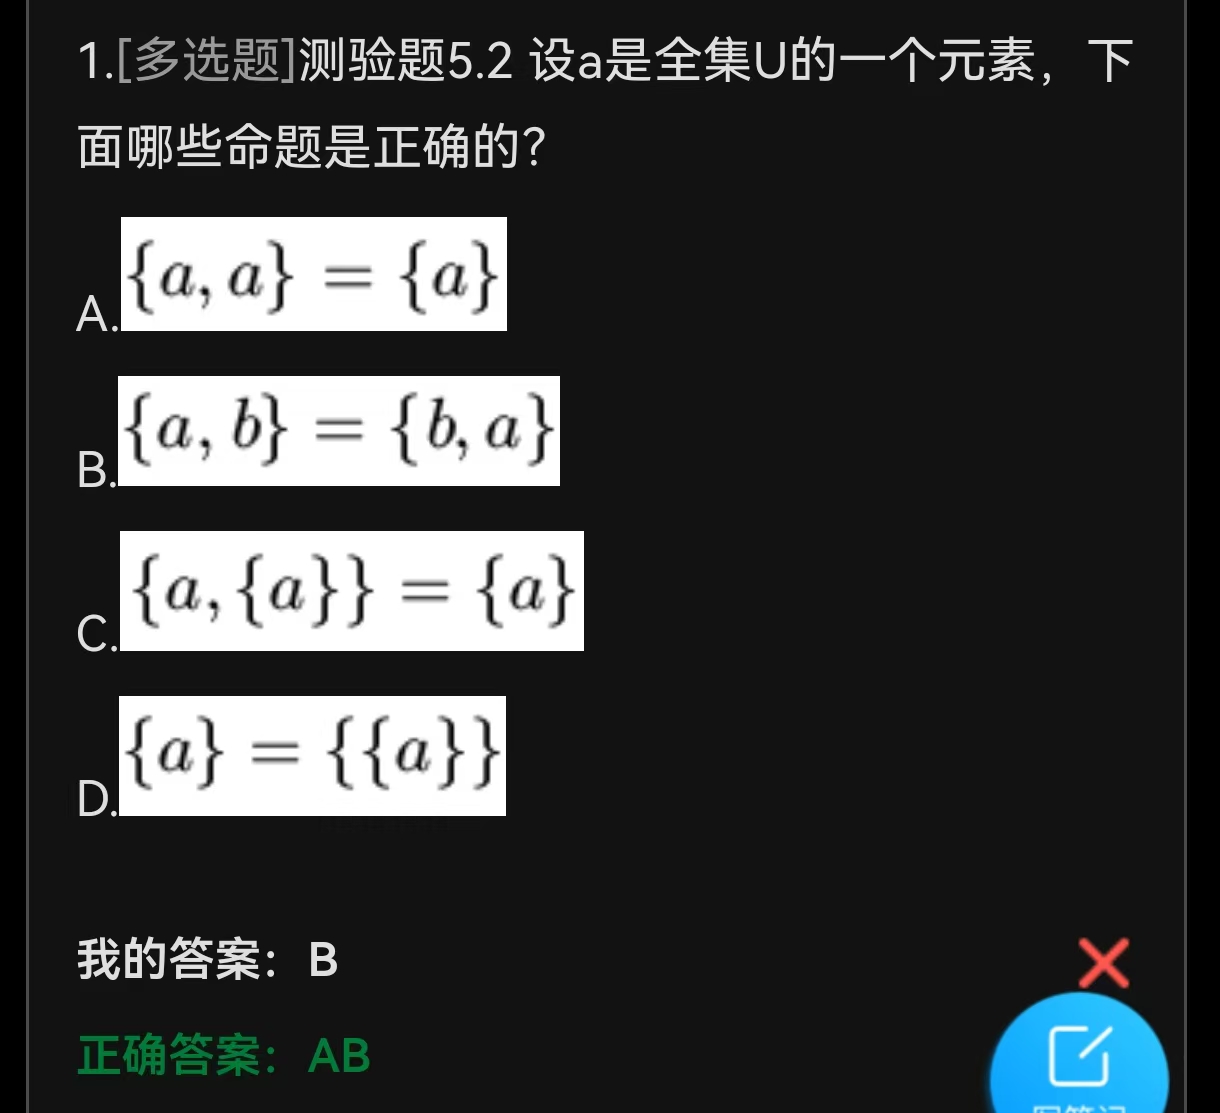 1.[多选题]测验题5.2 设a是全集U的一个元素，下
面哪些命题是正确的?
A.{a, a} = {a}
B.{a, b} = {b, a}
C.{a, {a}} = {a}
D.{a} = {{a}}
我的答案：B
正确答案：AB